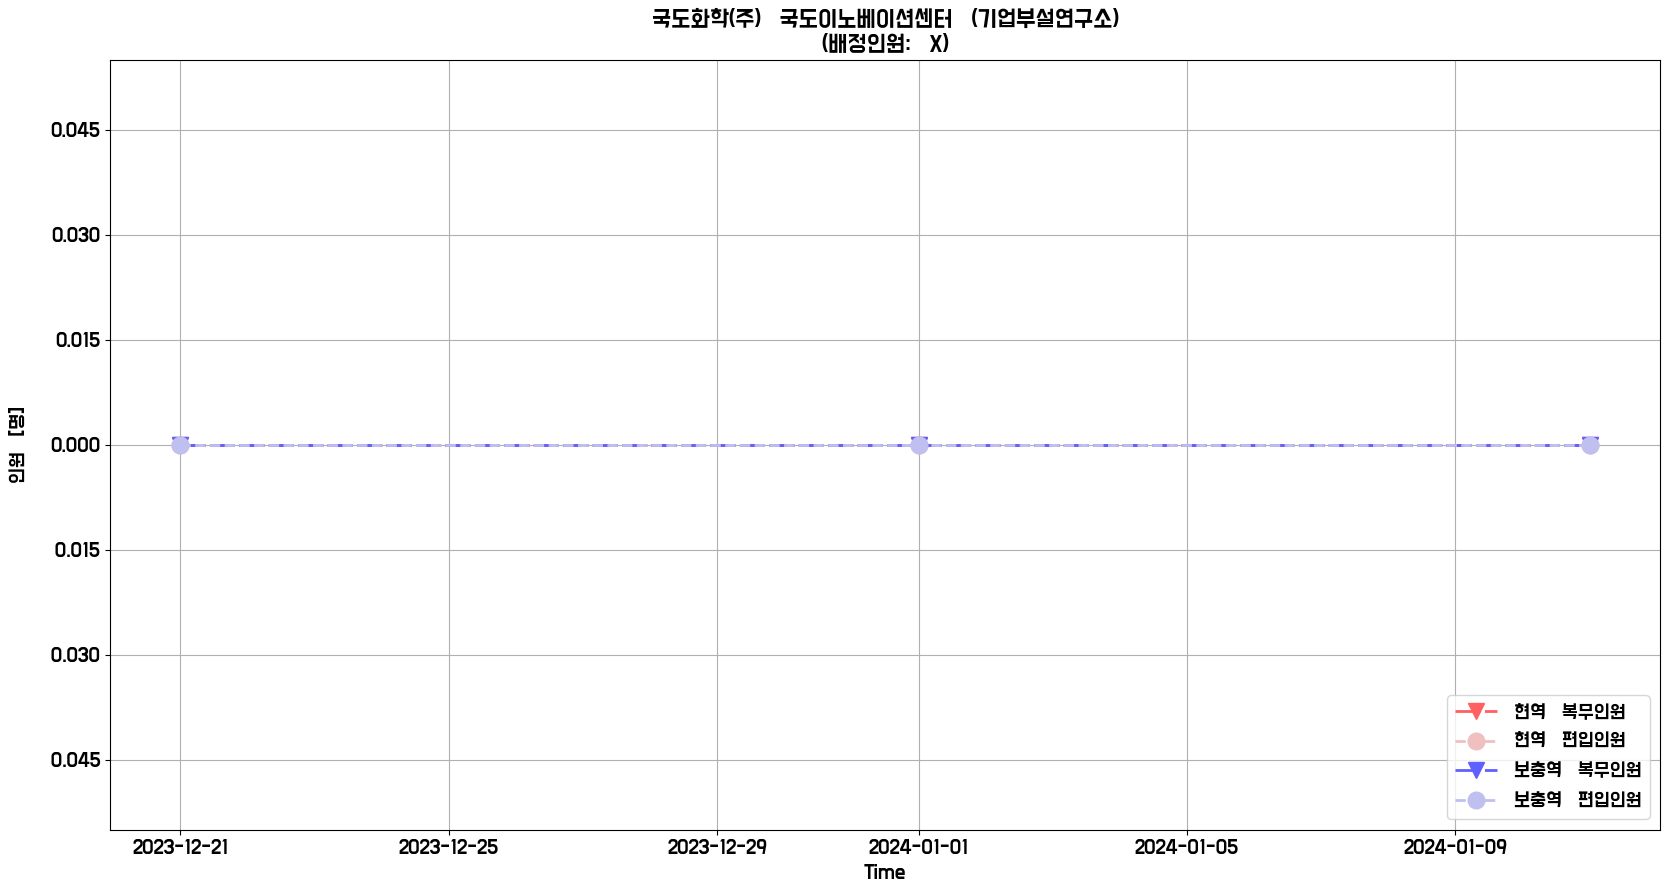 국도화학(주) 국도이노베이션센터 (기업부설연구소)
(배정인원: X)
0.045
0.030
0.015
0.000
0.015
0.030
0.045
인원 [명]
현역 복무인원
현역 편입인원
보충역 복무인원
보충역 편입인원
2023-12-21 2023-12-25 2023-12-29 2024-01-01 2024-01-05 2024-01-09
Time